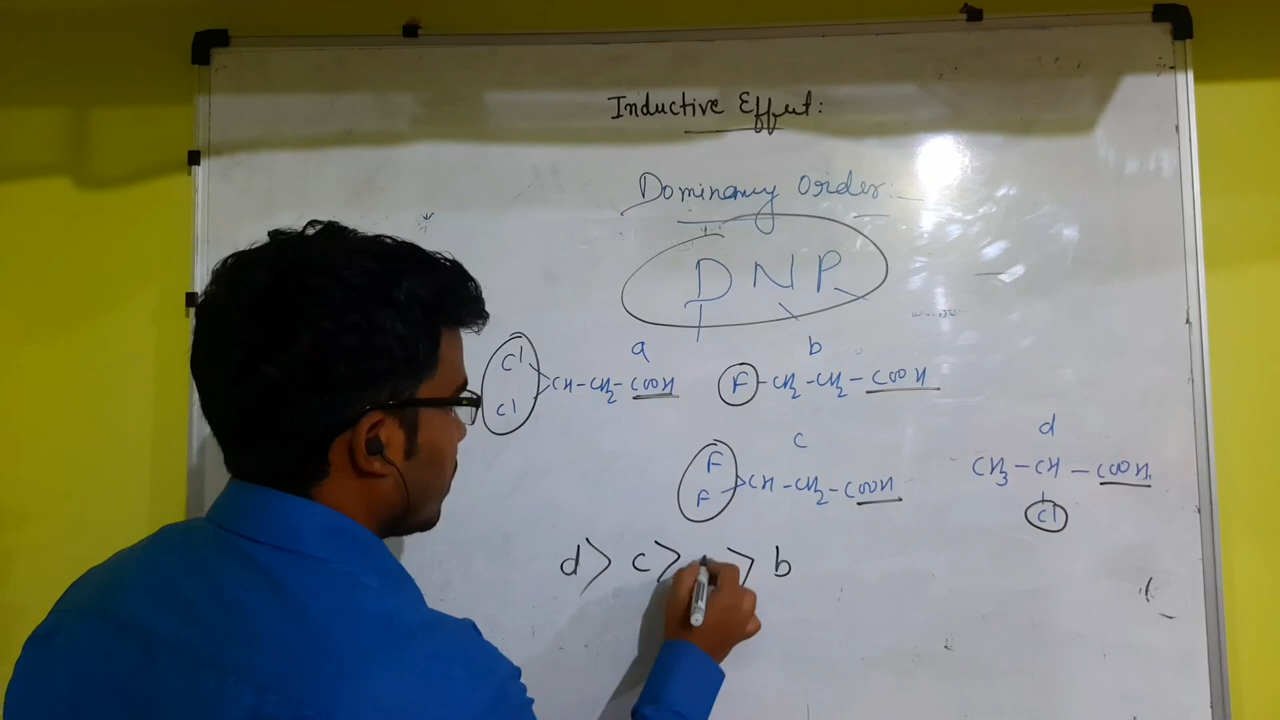 Inductive Effect:
Dominancy Order:
D N P
a
Cl
Cl
CH-CH2-COOH
b
F-CH2-CH2-COOH
c
F
F
CH-CH2-COOH
d
CH3-CH-COOH
Cl
d > c > > b